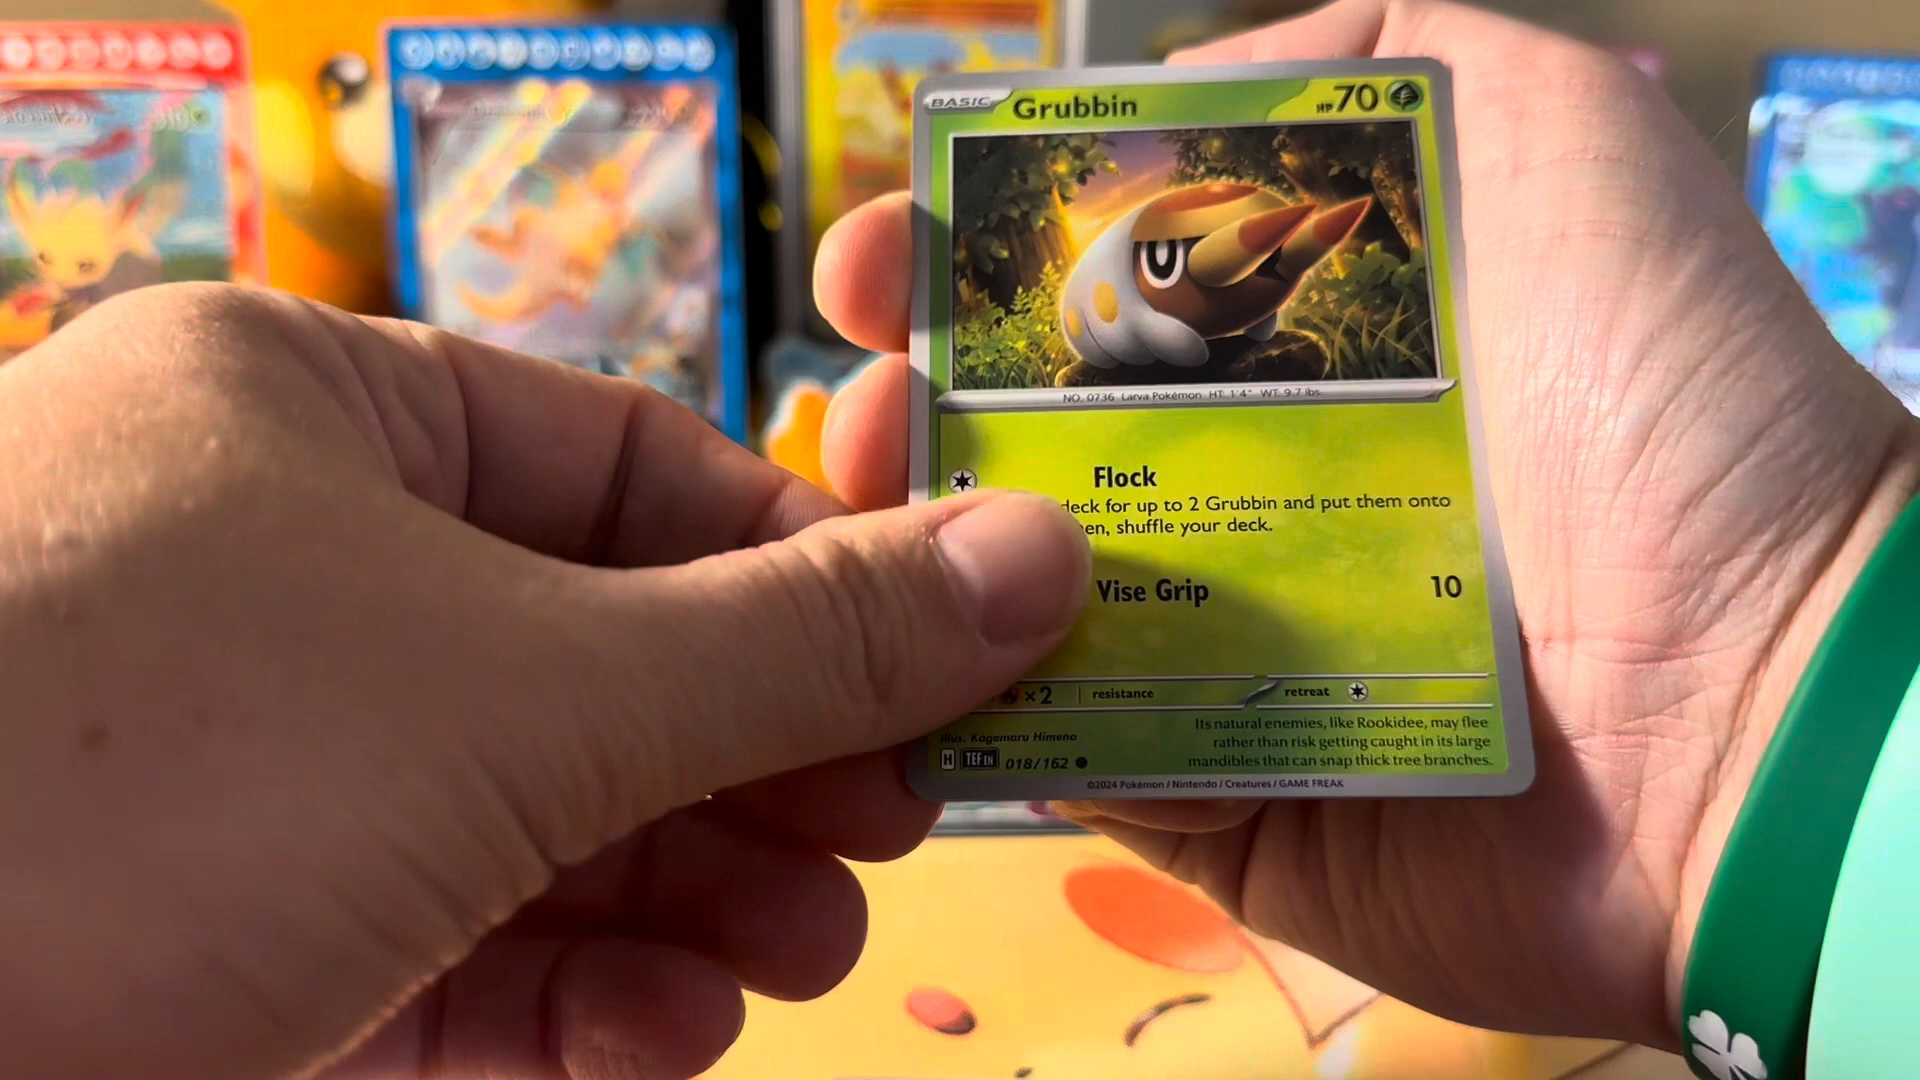 BASIC Grubbin HP 70
NO. 0736 Larva Pokémon HT: 1'4" WT: 9.7 lbs.
Flock
deck for up to 2 Grubbin and put them onto
en, shuffle your deck.
Vise Grip 10
×2 resistance retreat
Its natural enemies, like Rookidee, may flee
rather than risk getting caught in its large
mandibles that can snap thick tree branches.
Illus. Kagemaru Himeno
H TEF EN 018/162
©2024 Pokémon / Nintendo / Creatures / GAME FREAK